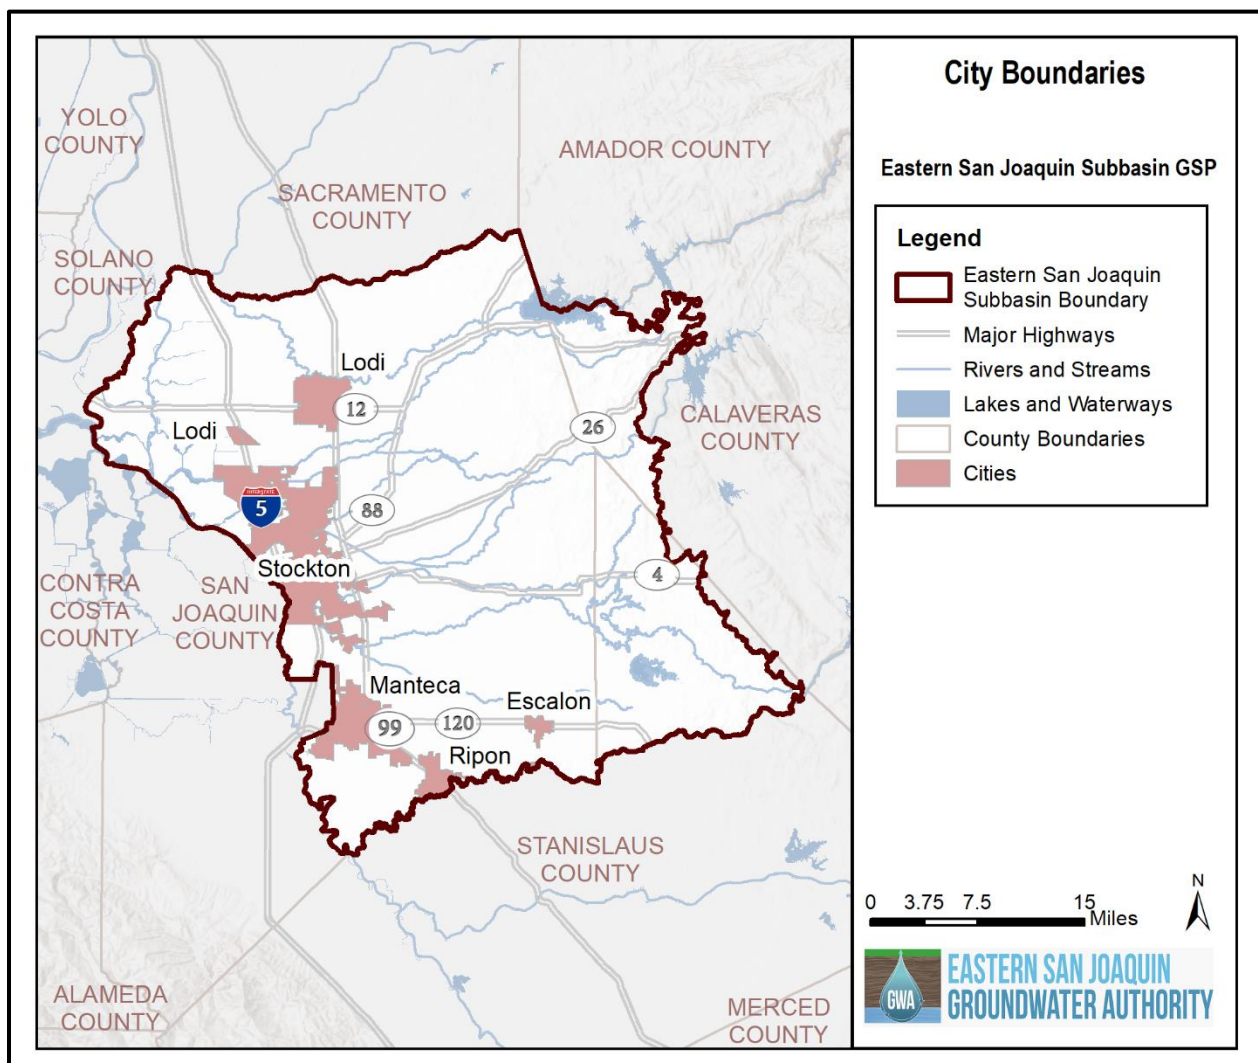 City Boundaries
Eastern San Joaquin Subbasin GSP
Legend
Eastern San Joaquin
Subbasin Boundary
Major Highways
Rivers and Streams
Lakes and Waterways
County Boundaries
Cities
YOLO
COUNTY
AMADOR COUNTY
SACRAMENTO
COUNTY
SOLANO
COUNTY
Lodi
12
CALAVERAS
COUNTY
26
Lodi
INTERSTATE
5
88
Stockton
4
CONTRA
COSTA
COUNTY
SAN
JOAQUIN
COUNTY
Manteca
Escalon
99
120
Ripon
STANISLAUS
COUNTY
ALAMEDA
COUNTY
MERCED
COUNTY
N
0 3.75 7.5 15
Miles
GWA
EASTERN SAN JOAQUIN
GROUNDWATER AUTHORITY